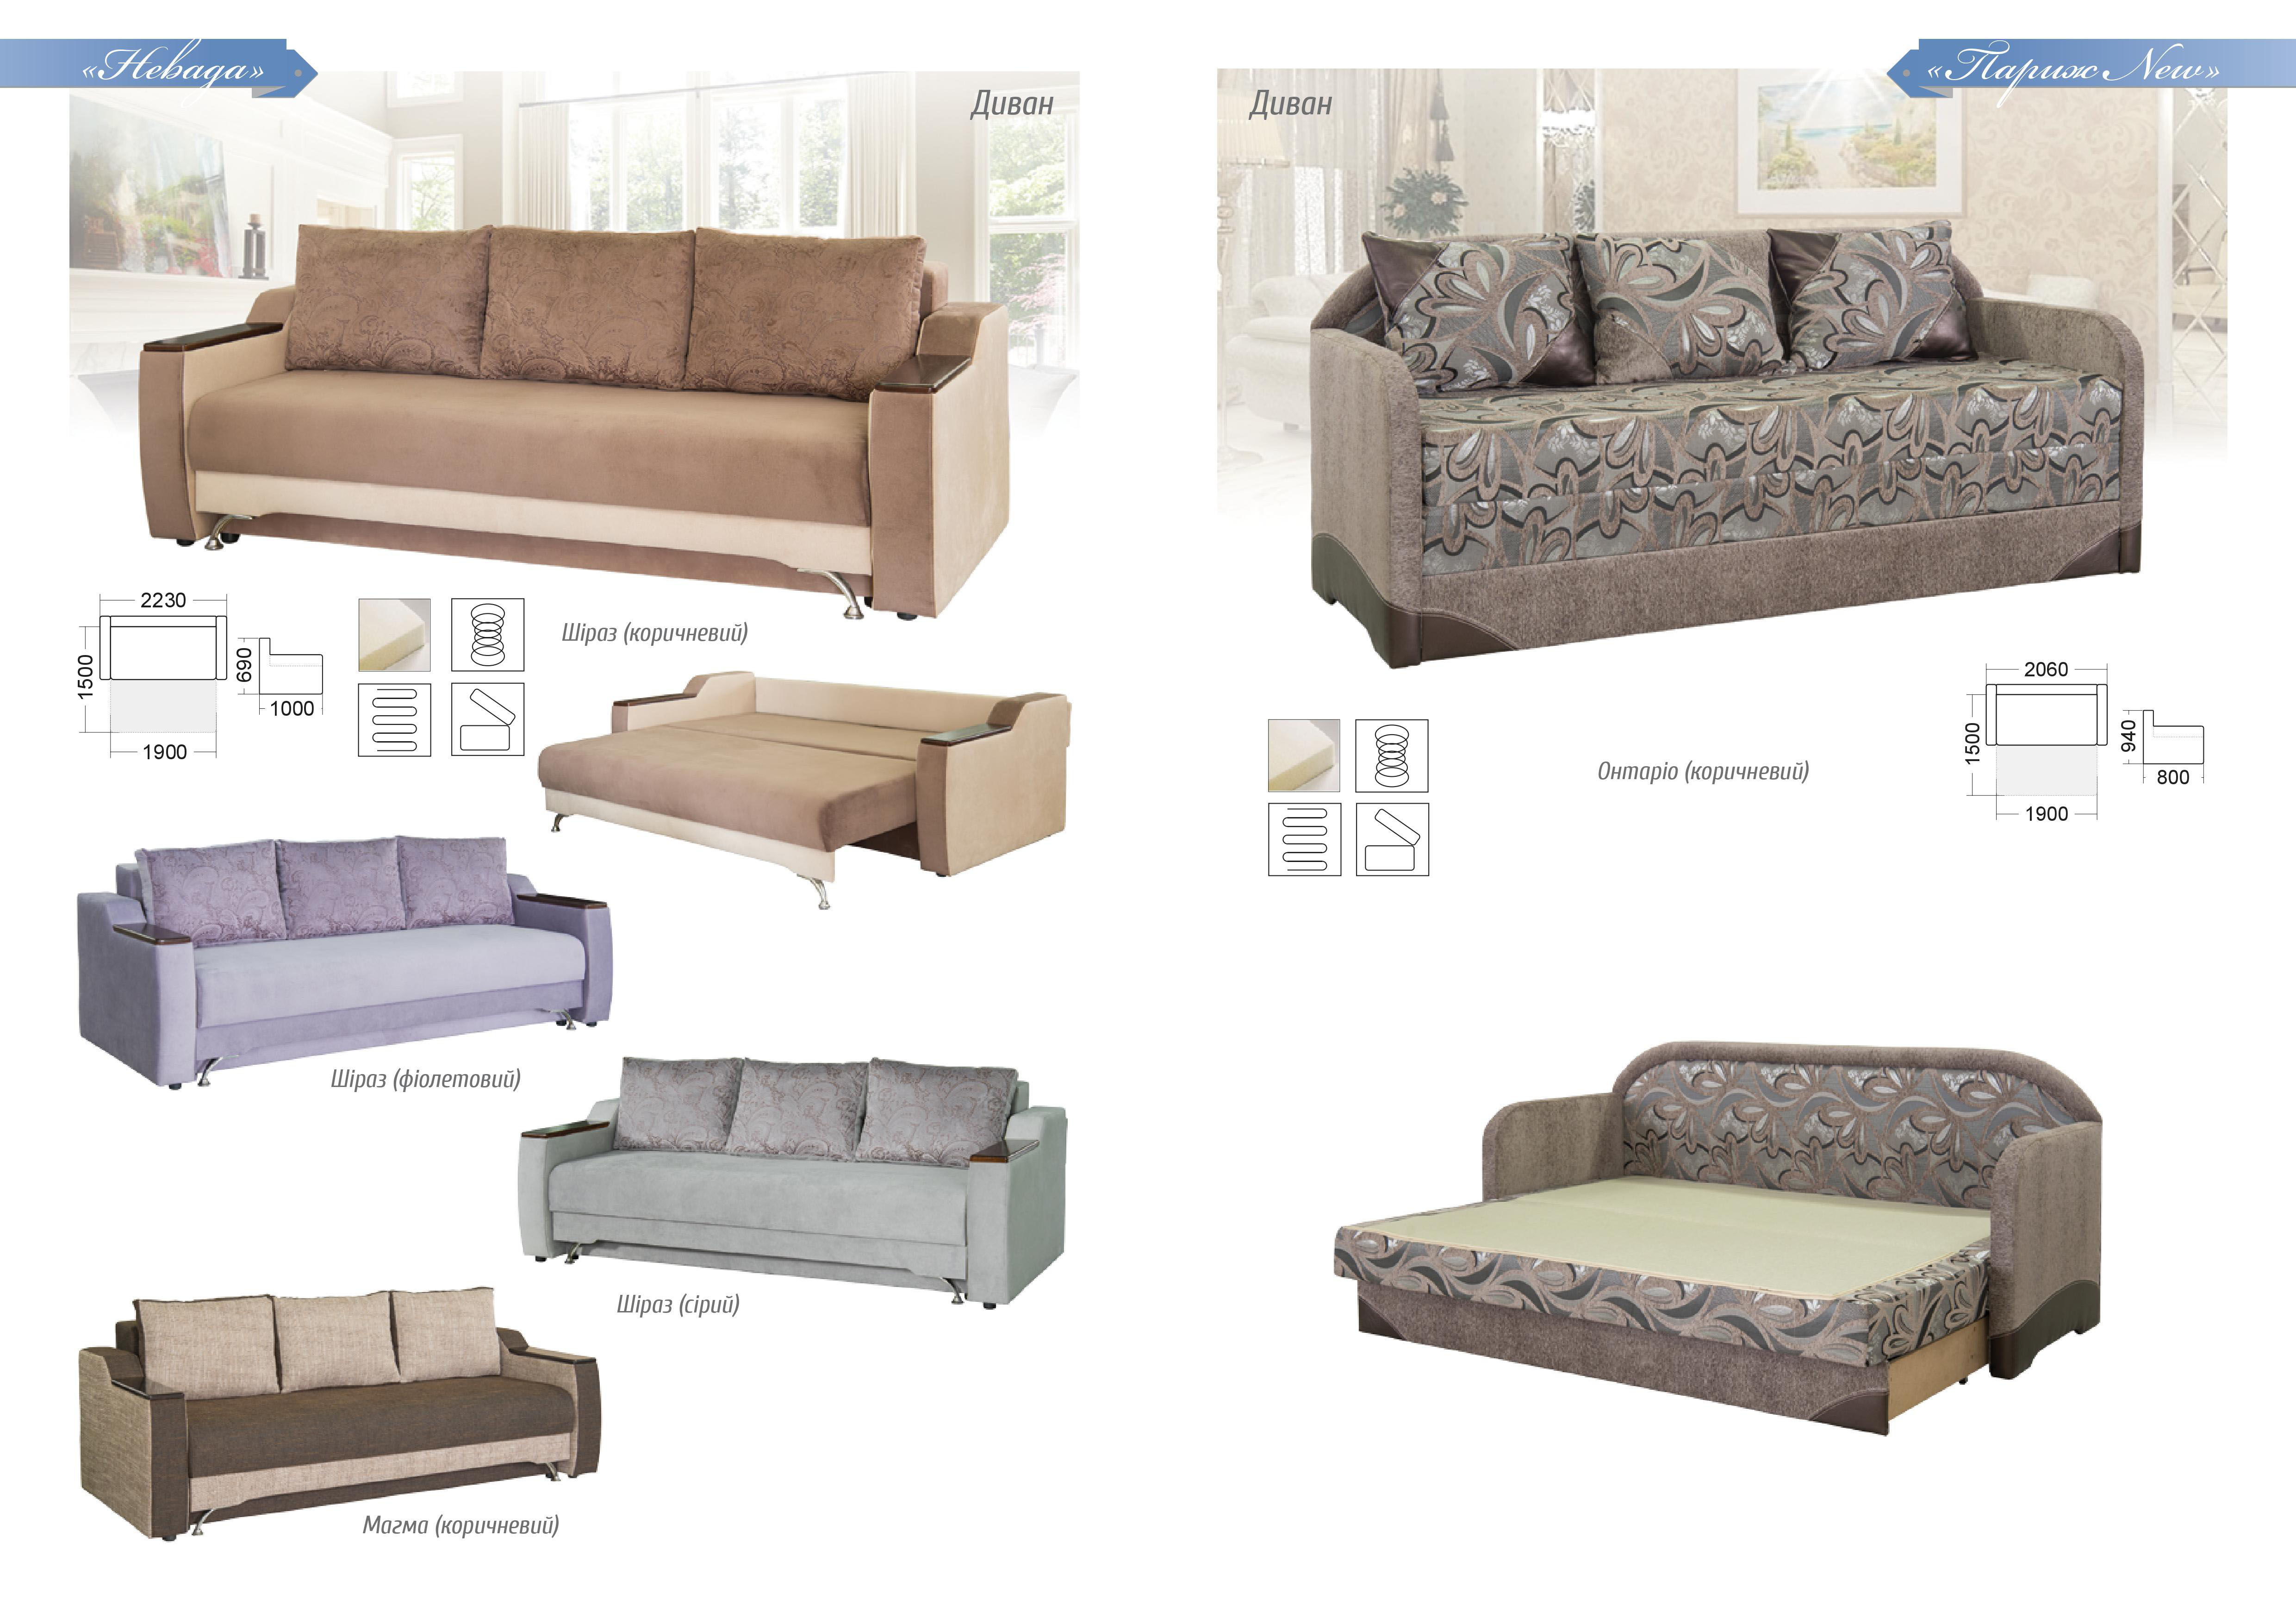 «Невада»
Диван
2230
1500
690
1000
1900
Шіраз (коричневий)
Шіраз (фіолетовий)
Шіраз (сірий)
Магма (коричневий)
«Париж New»
Диван
Онтаріо (коричневий)
2060
1500
940
800
1900